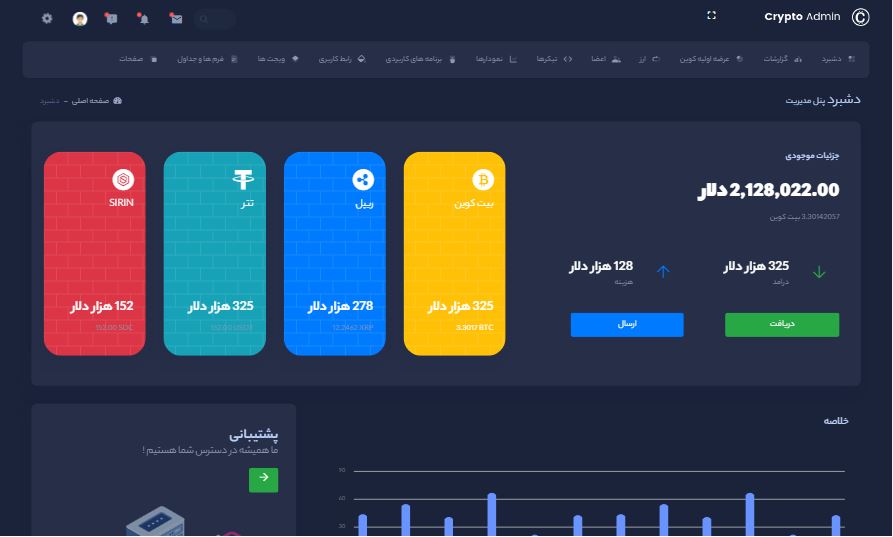 Crypto Admin
دشبرد
گزارشات
عرضه اولیه کوین
ارز
اعضا
تیکرها
نمودارها
برنامه های کاربردی
رابط کاربری
ویجت ها
فرم ها و جداول
صفحات
دشبرد پنل مدیریت
صفحه اصلی - دشبرد
جزئیات موجودی
2,128,022.00 دلار
3.30142057 بیت کوین
325 هزار دلار
درامد
128 هزار دلار
هزینه
دریافت
ارسال
بیت کوین
325 هزار دلار
3.3012 BTC
ریپل
278 هزار دلار
12.2462 XRP
تتر
325 هزار دلار
152.00 USDT
SIRIN
152 هزار دلار
152.00 SDC
خلاصه
90
60
30
پشتیبانی
ما همیشه در دسترس شما هستیم !